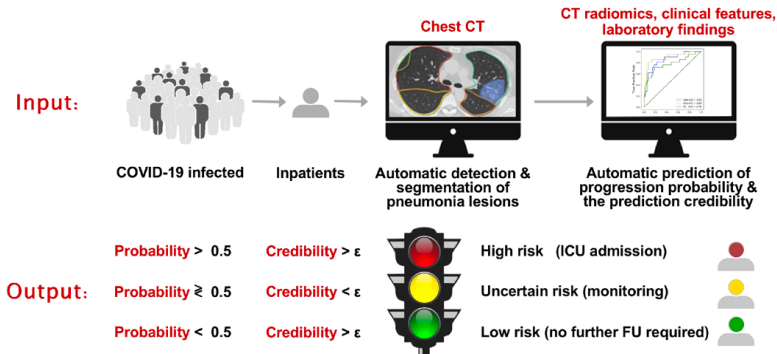 Chest CT
CT radiomics, clinical features,
laboratory findings
Input:
COVID-19 infected
Inpatients
Automatic detection &
segmentation of
pneumonia lesions
Automatic prediction of
progression probability &
the prediction credibility
Output:
Probability > 0.5 Credibility > ε High risk (ICU admission)
Probability ≷ 0.5 Credibility < ε Uncertain risk (monitoring)
Probability < 0.5 Credibility > ε Low risk (no further FU required)